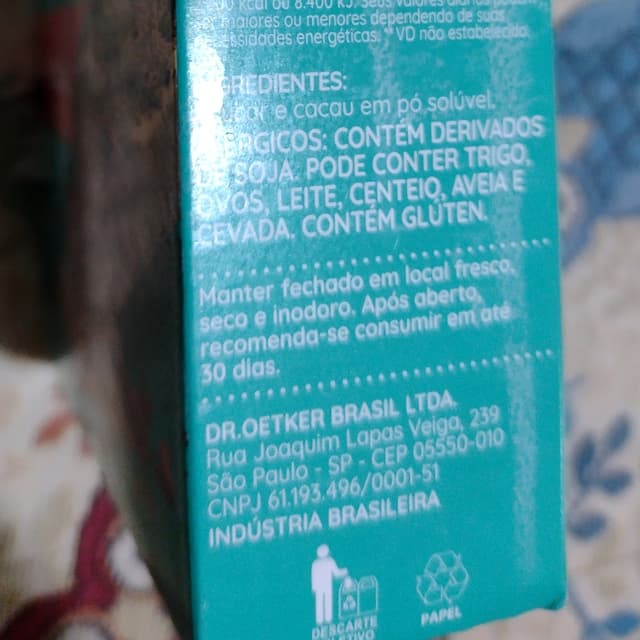 kcal ou 8.400 kJ. Seus valores diários podem
maiores ou menores dependendo de suas
energéticas. **VD não estabelecido.
INGREDIENTES:
e cacau em pó solúvel.
ALÉRGICOS: CONTÉM DERIVADOS
DE SOJA. PODE CONTER TRIGO,
OVOS, LEITE, CENTEIO, AVEIA E
CEVADA. CONTÉM GLÚTEN.
Manter fechado em local fresco,
seco e inodoro. Após aberto,
recomenda-se consumir em até
30 dias.
DR.OETKER BRASIL LTDA.
Rua Joaquim Lapas Veiga, 239
São Paulo - SP - CEP 05550-010
CNPJ 61.193.496/0001-51
INDÚSTRIA BRASILEIRA
DESCARTE
PAPEL